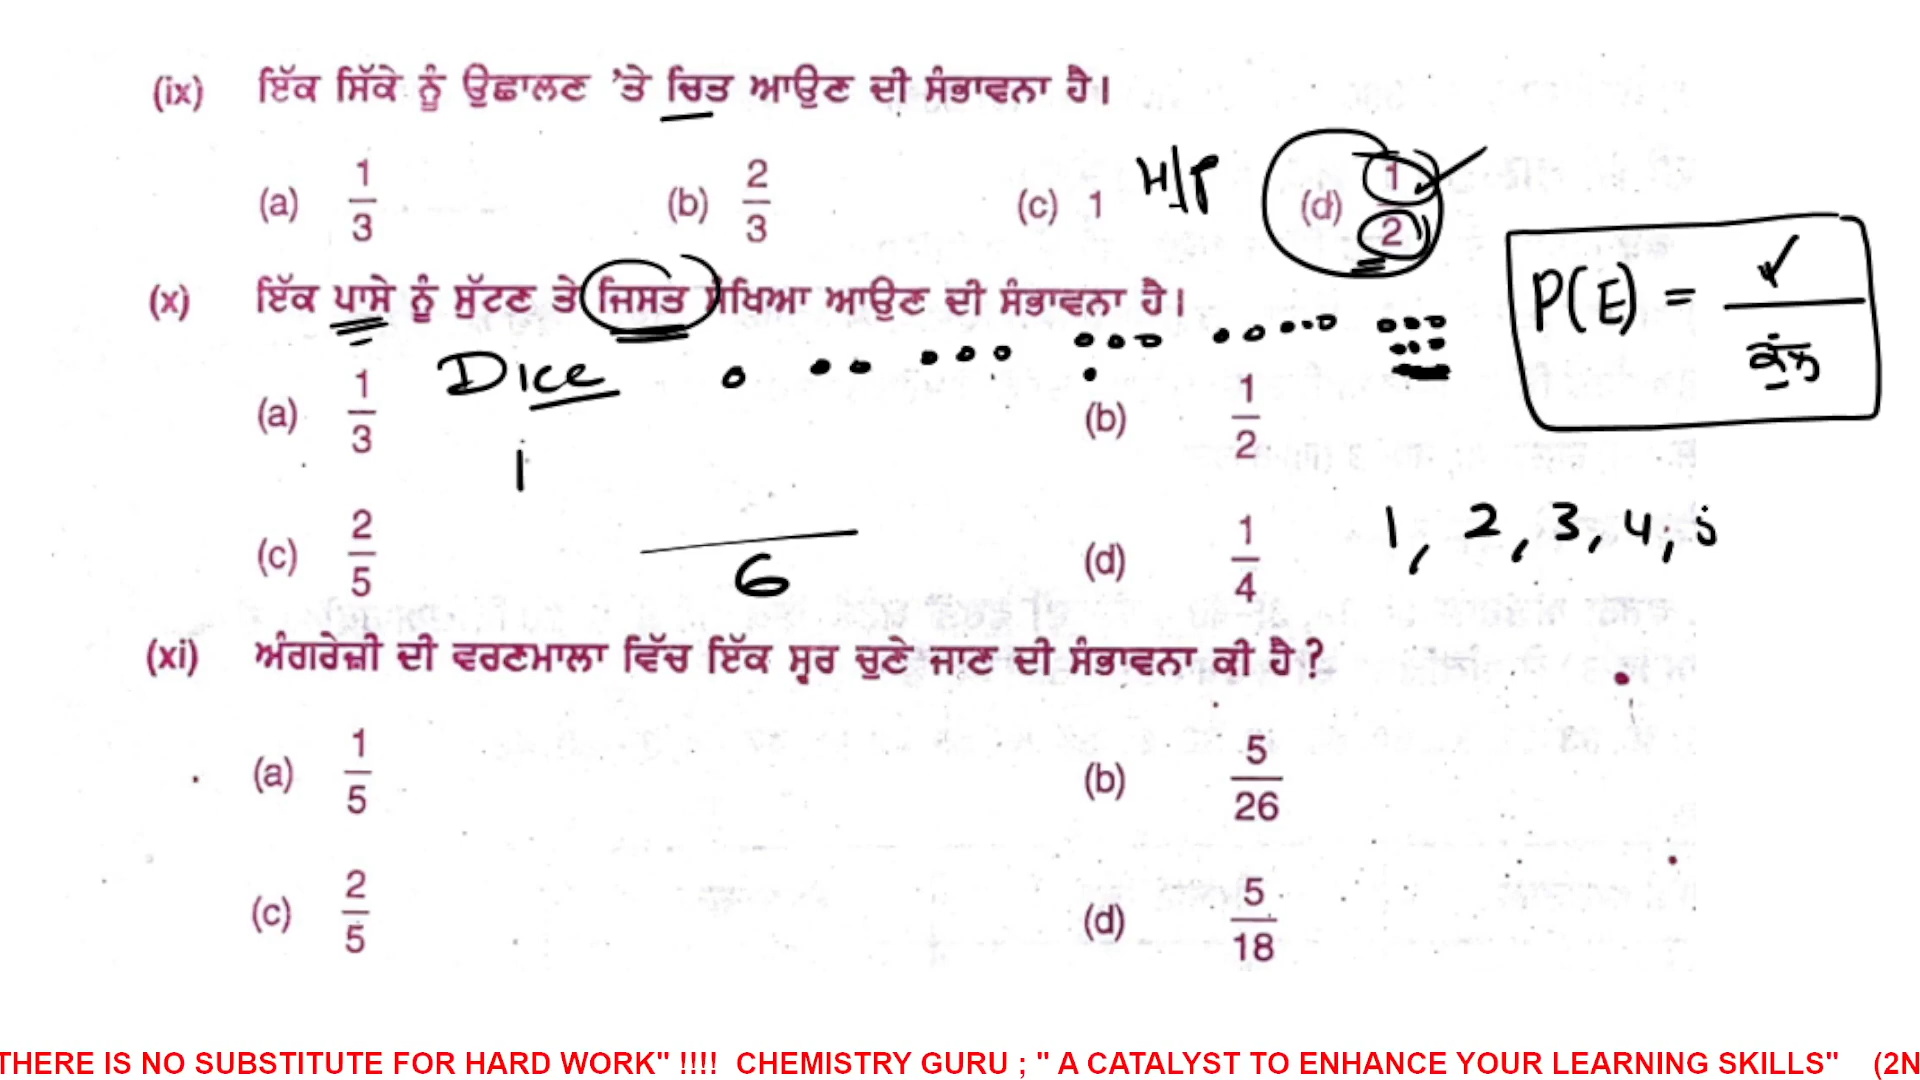 (ix) ਇੱਕ ਸਿੱਕੇ ਨੂੰ ਉਛਾਲਣ 'ਤੇ ਚਿਤ ਆਉਣ ਦੀ ਸੰਭਾਵਨਾ ਹੈ।
(a) 1/3 (b) 2/3 (c) 1 (d) 1/2
P(E) = ✓/ਕੁੱਲ
(x) ਇੱਕ ਪਾਸੇ ਨੂੰ ਸੁੱਟਣ ਤੇ ਜਿਸਤ ਸੰਖਿਆ ਆਉਣ ਦੀ ਸੰਭਾਵਨਾ ਹੈ।
Dice
(a) 1/3 (b) 1/2
1
(c) 2/5 (d) 1/4
6
1, 2, 3, 4,
(xi) ਅੰਗਰੇਜ਼ੀ ਦੀ ਵਰਣਮਾਲਾ ਵਿੱਚ ਇੱਕ ਸ੍ਵਰ ਚੁਣੇ ਜਾਣ ਦੀ ਸੰਭਾਵਨਾ ਕੀ ਹੈ?
(a) 1/5 (b) 5/26
(c) 2/5 (d) 5/18
THERE IS NO SUBSTITUTE FOR HARD WORK" !!!! CHEMISTRY GURU ; " A CATALYST TO ENHANCE YOUR LEARNING SKILLS" (2N